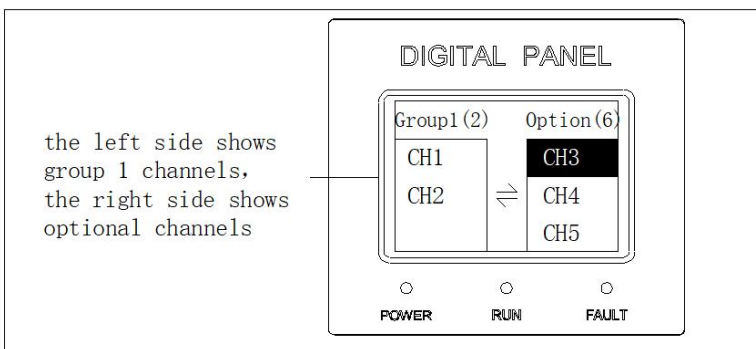 DIGITAL PANEL
the left side shows
group 1 channels,
the right side shows
optional channels
Group1(2) Option(6)
CH1 CH3
CH2 ⇌ CH4
CH5
POWER RUN FAULT